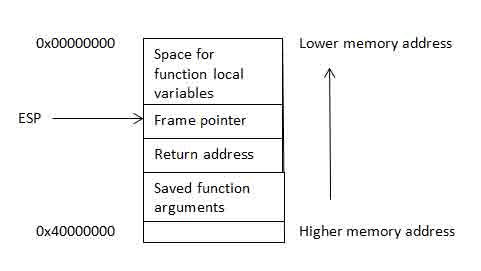 0x00000000
Space for
function local
variables
Lower memory address
ESP
Frame pointer
Return address
Saved function
arguments
0x40000000
Higher memory address